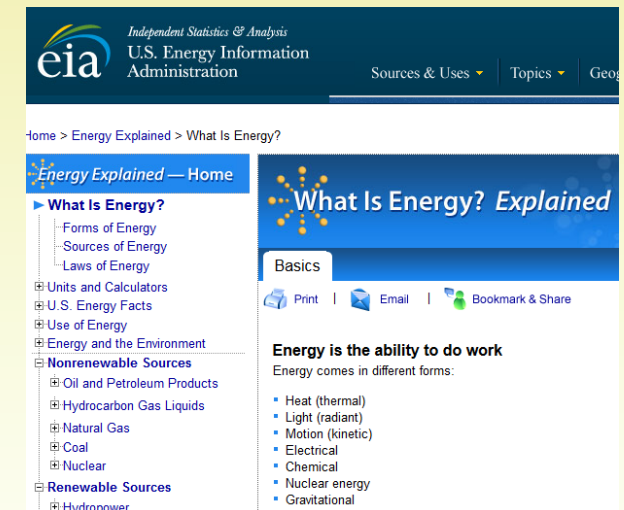 eia
Independent Statistics & Analysis
U.S. Energy Information
Administration
Sources & Uses
Topics
Home > Energy Explained > What Is Energy?
Energy Explained — Home
What Is Energy?
Forms of Energy
Sources of Energy
Laws of Energy
Units and Calculators
U.S. Energy Facts
Use of Energy
Energy and the Environment
Nonrenewable Sources
Oil and Petroleum Products
Hydrocarbon Gas Liquids
Natural Gas
Coal
Nuclear
Renewable Sources
Hydropower
What Is Energy? Explained
Basics
Print | Email | Bookmark & Share
Energy is the ability to do work
Energy comes in different forms:
Heat (thermal)
Light (radiant)
Motion (kinetic)
Electrical
Chemical
Nuclear energy
Gravitational